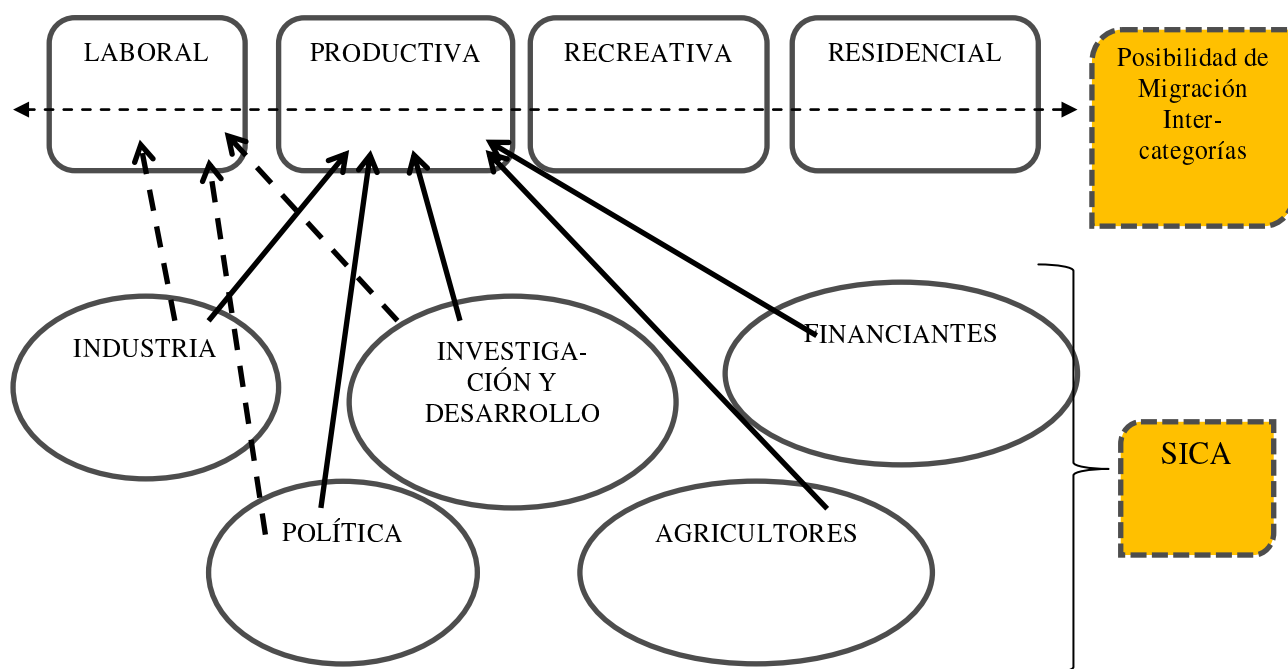 LABORAL
PRODUCTIVA
RECREATIVA
RESIDENCIAL
Posibilidad de
Migración
Inter-
categorías
INDUSTRIA
INVESTIGA-
CIÓN Y
DESARROLLO
FINANCIANTES
SICA
POLÍTICA
AGRICULTORES